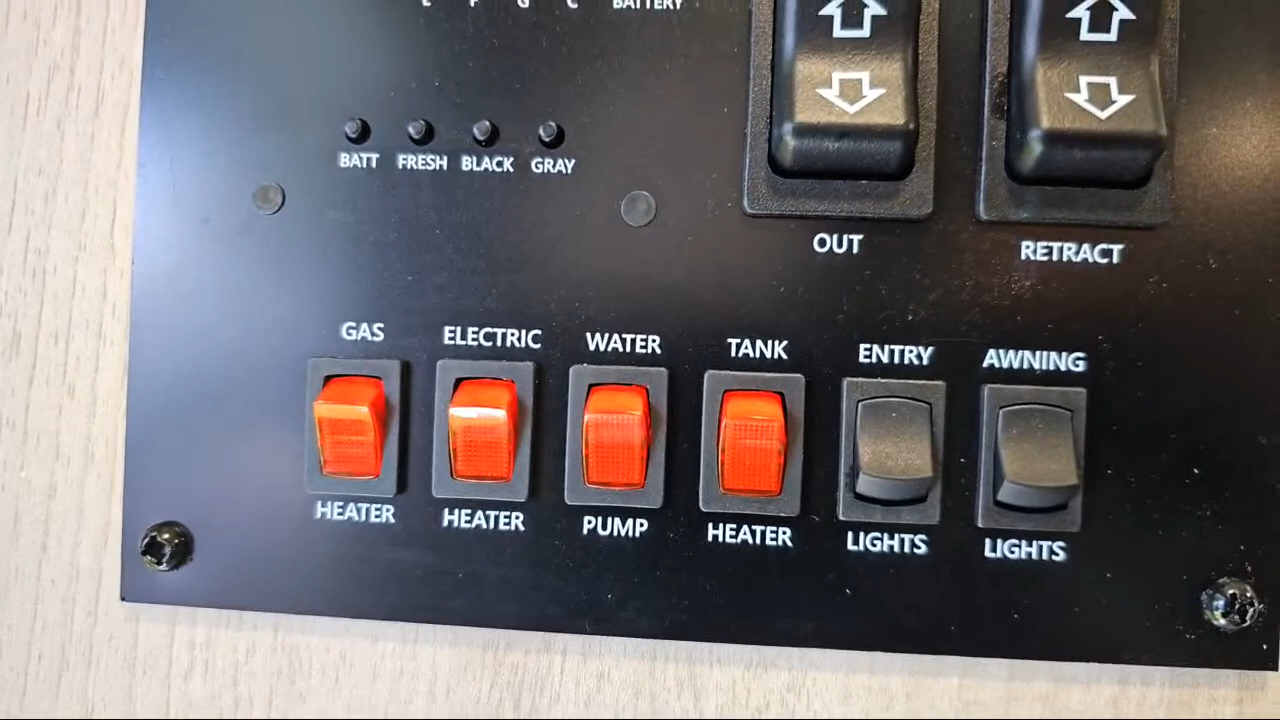 E F G C BATTERY
BATT FRESH BLACK GRAY
OUT RETRACT
GAS ELECTRIC WATER TANK ENTRY AWNING
HEATER HEATER PUMP HEATER LIGHTS LIGHTS